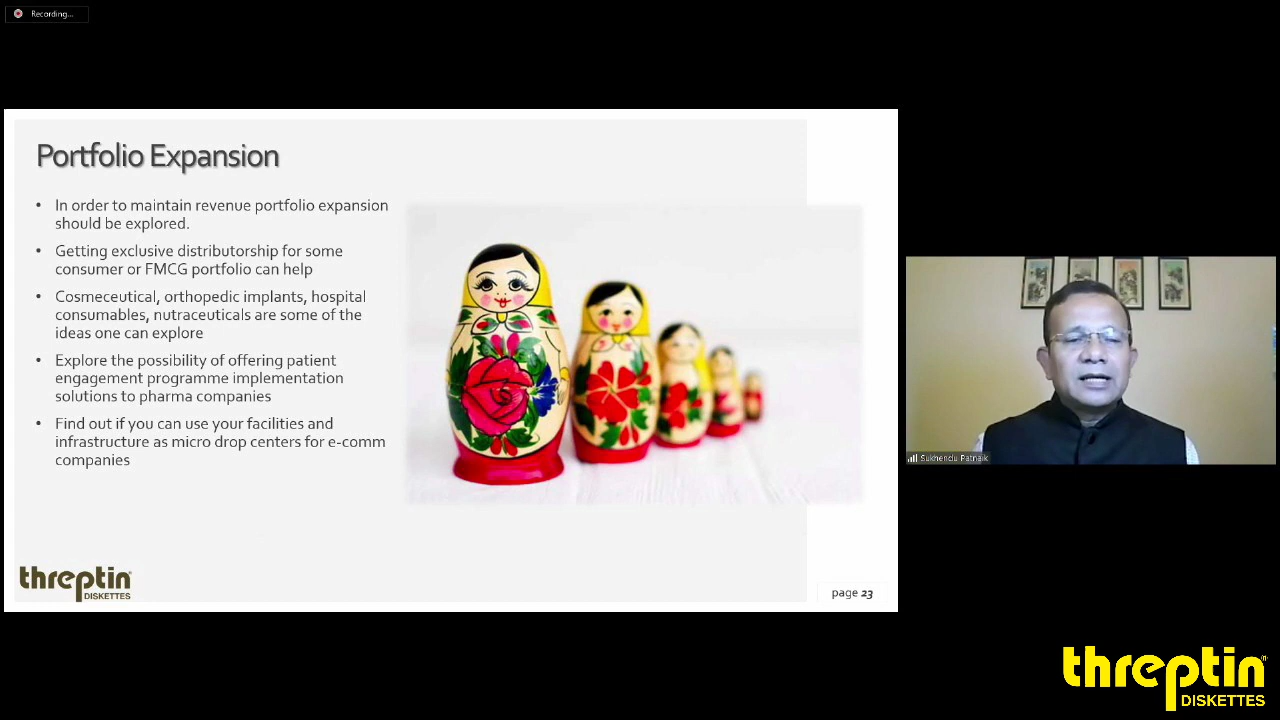 Recording...
Portfolio Expansion
• In order to maintain revenue portfolio expansion
should be explored.
• Getting exclusive distributorship for some
consumer or FMCG portfolio can help
• Cosmeceutical, orthopedic implants, hospital
consumables, nutraceuticals are some of the
ideas one can explore
• Explore the possibility of offering patient
engagement programme implementation
solutions to pharma companies
• Find out if you can use your facilities and
infrastructure as micro drop centers for e-comm
companies
threptin
DISKETTES
page 23
Sukhendu Patnaik
threptin
DISKETTES